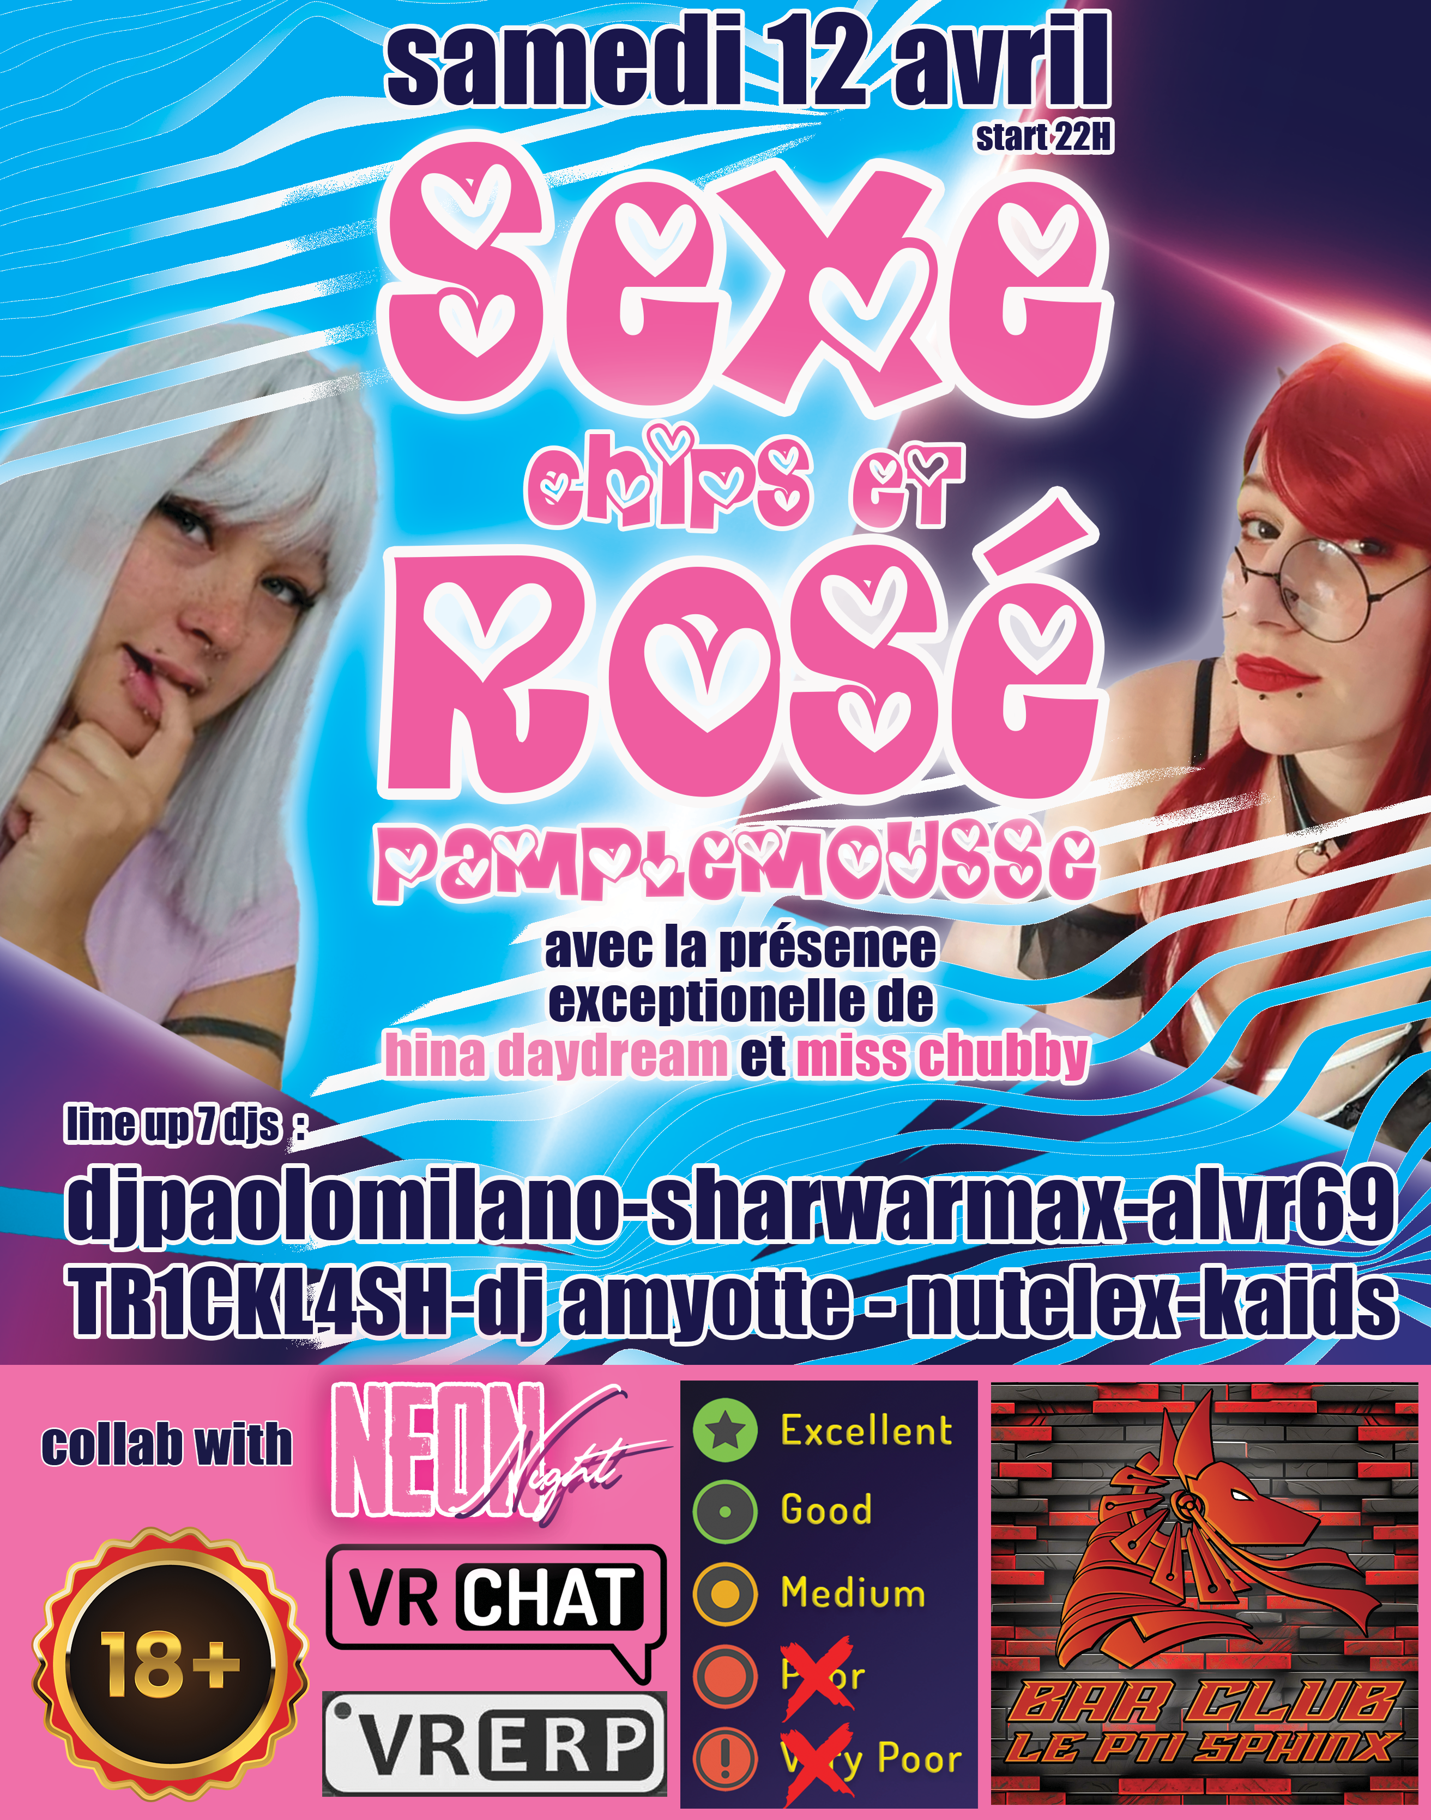 samedi 12 avril
start 22H
Sexe
chips et
Rosé
pamplemousse
avec la présence
exceptionelle de
hina daydream et miss chubby
line up 7 djs :
djpaolomilano-sharwarmax-alvr69
TR1CKL4SH-dj amyotte - nutelex-kaids
collab with
NEON
Night
18+
VR CHAT
VRERP
Excellent
Good
Medium
Poor
Very Poor
BAR CLUB
LE PTI SPHINX